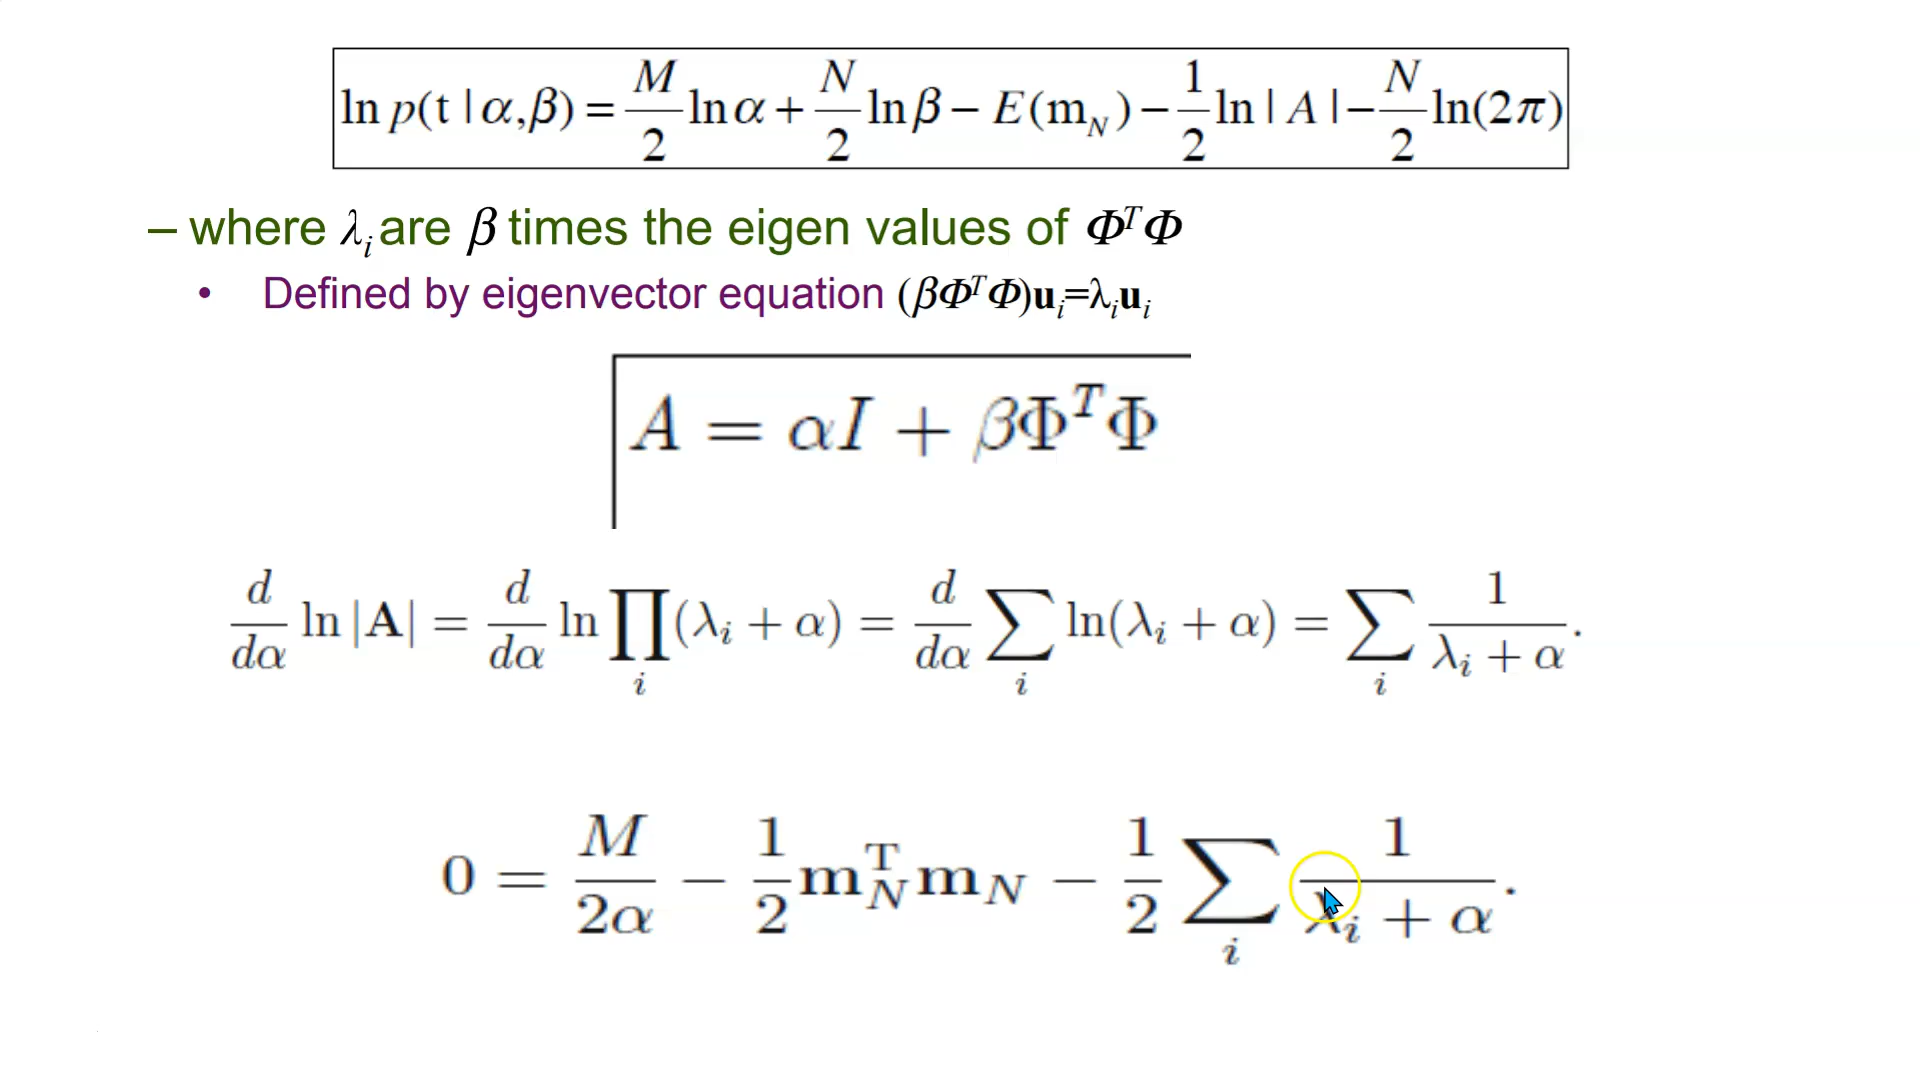 ln p(t | α,β) = M/2 ln α + N/2 ln β − E(m_N) − 1/2 ln | A | − N/2 ln(2π)
– where λ_i are β times the eigen values of Φ^T Φ
• Defined by eigenvector equation (βΦ^TΦ)u_i=λ_iu_i
A = αI + βΦ^T Φ
d/dα ln |A| = d/dα ln ∏_i (λ_i + α) = d/dα ∑_i ln(λ_i + α) = ∑_i 1/(λ_i + α).
0 = M/2α − 1/2 m_N^T m_N − 1/2 ∑_i 1/(λ_i + α).